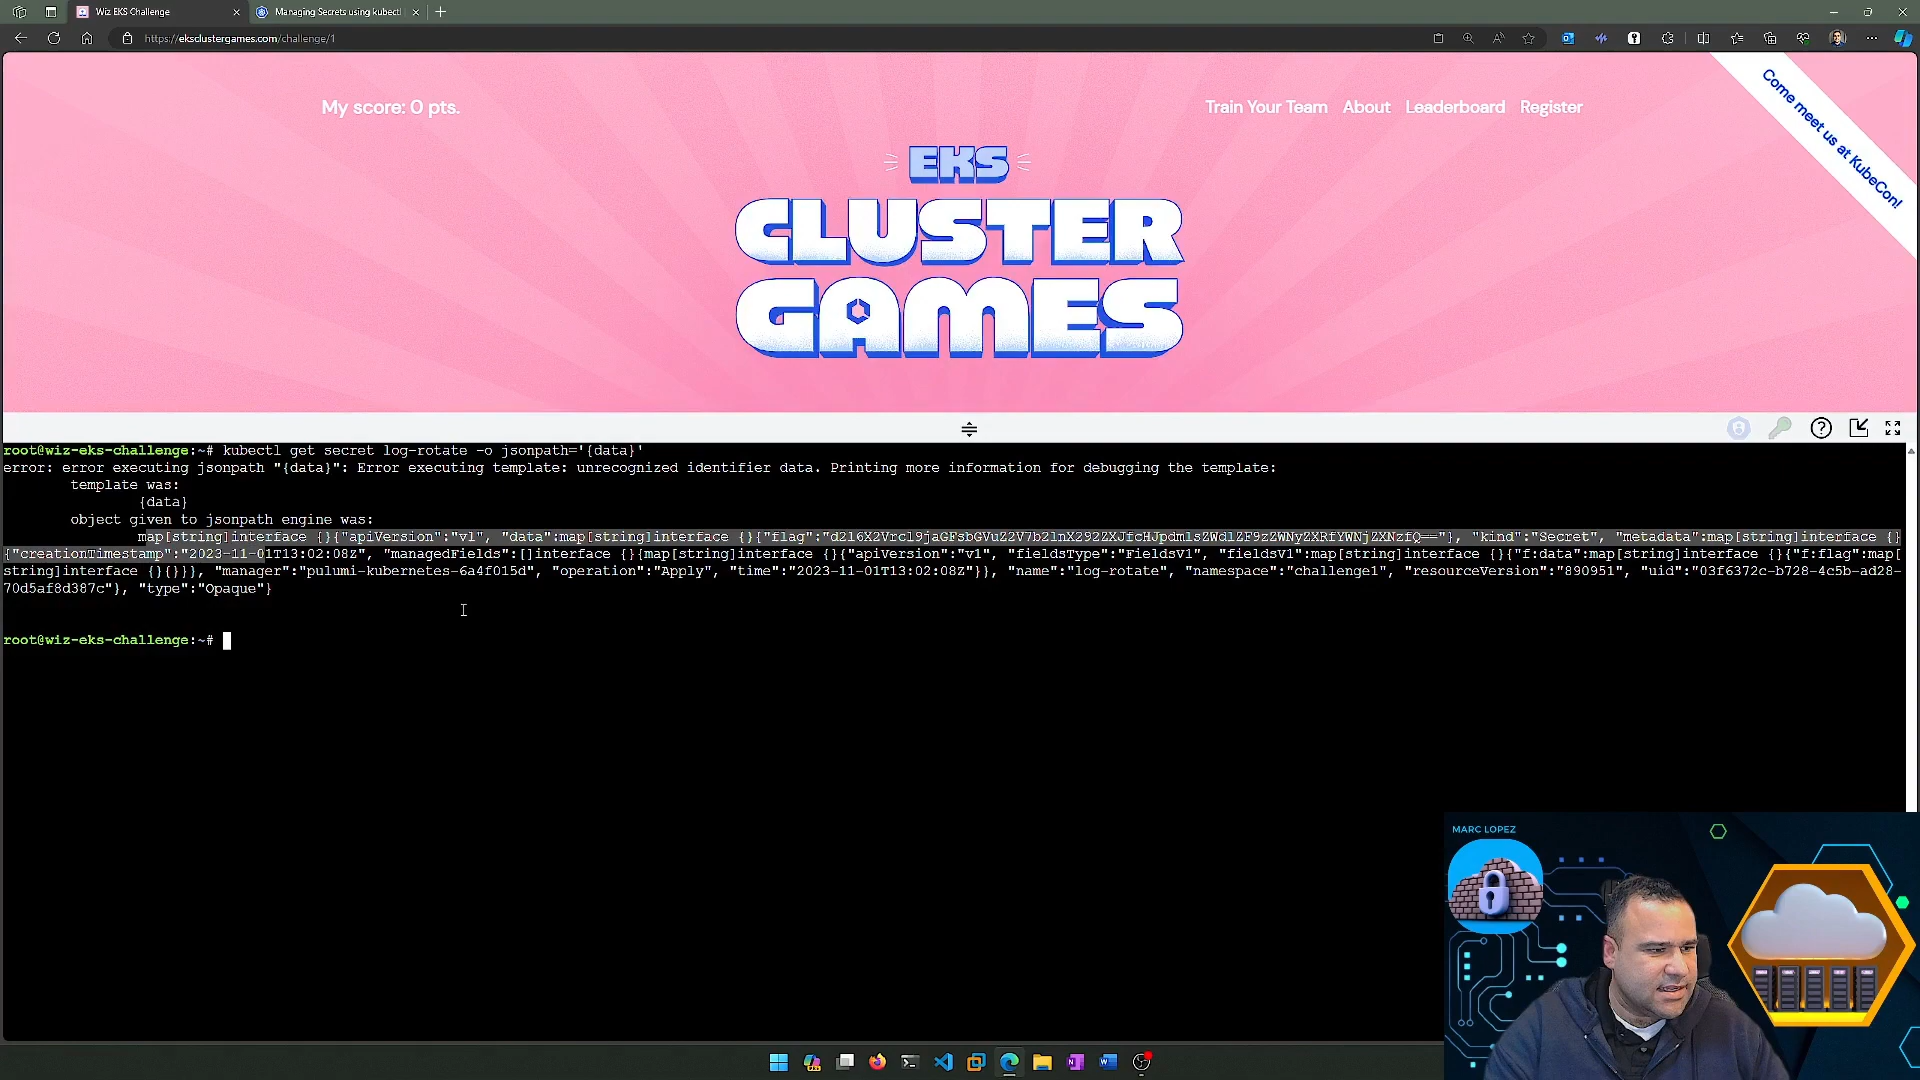 Wiz EKS Challenge
Managing Secrets using kubectl
https://eksclustergames.com/challenge/1
My score: 0 pts.
Train Your Team
About
Leaderboard
Register
Come meet us at KubeCon!
EKS
CLUSTER
GAMES
root@wiz-eks-challenge:~# kubectl get secret log-rotate -o jsonpath='{data}'
error: error executing jsonpath "{data}": Error executing template: unrecognized identifier data. Printing more information for debugging the template:
template was:
{data}
object given to jsonpath engine was:
map[string]interface {}{"apiVersion":"v1", "data":map[string]interface {}{"flag":"d2l6X2Vrc19jaGFsbGVuZ2V7b21nX292ZXJfcHJpdmlsZWdlZF9zZWNyZXRfYWNjZXNzfQ=="}, "kind":"Secret", "metadata":map[string]interface {}
{"creationTimestamp":"2023-11-01T13:02:08Z", "managedFields":[]interface {}{map[string]interface {}{"apiVersion":"v1", "fieldsType":"FieldsV1", "fieldsV1":map[string]interface {}{"f:data":map[string]interface {}{"f:flag":map[
string]interface {}{}}}, "manager":"pulumi-kubernetes-6a4f015d", "operation":"Apply", "time":"2023-11-01T13:02:08Z"}}, "name":"log-rotate", "namespace":"challenge1", "resourceVersion":"890951", "uid":"03f6372c-b728-4c5b-ad28-
70d5af8d387c"}, "type":"Opaque"}
root@wiz-eks-challenge:~#
MARC LOPEZ